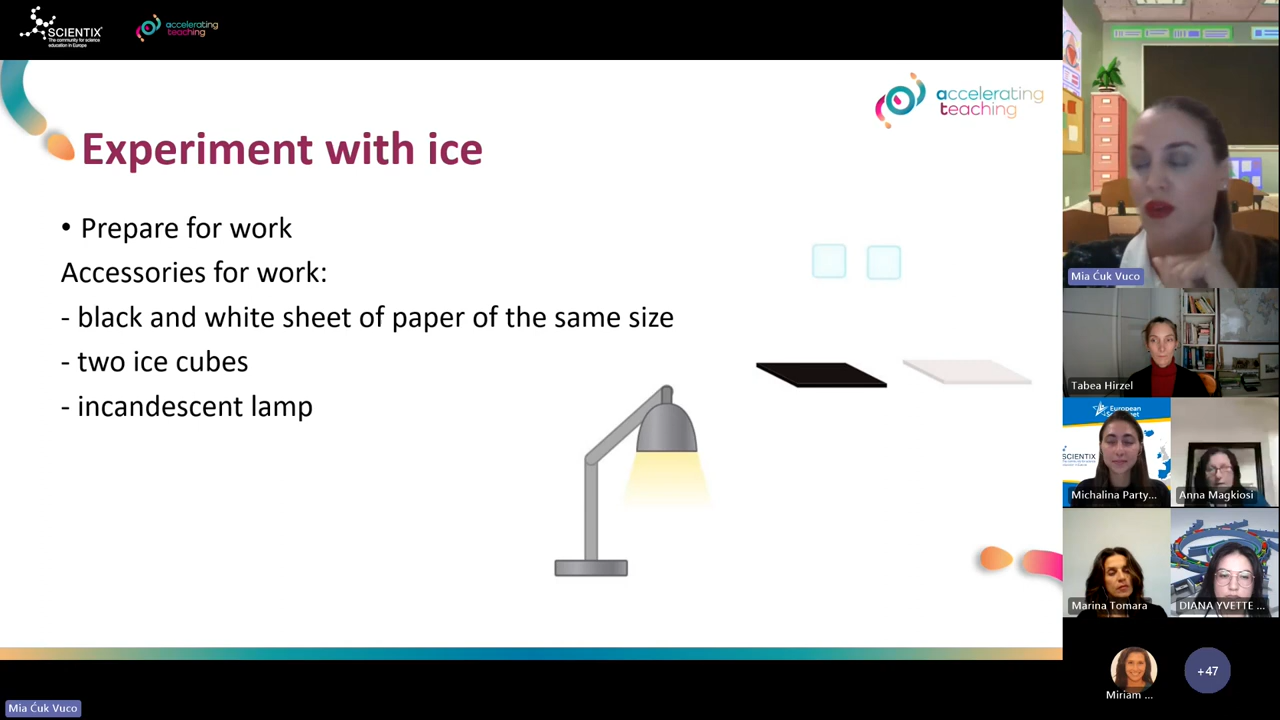 SCIENTIX
The community for science
education in Europe
accelerating
teaching
accelerating
teaching
Experiment with ice
• Prepare for work
Accessories for work:
- black and white sheet of paper of the same size
- two ice cubes
- incandescent lamp
Mia Ćuk Vuco
Tabea Hirzel
European
SCIENTIX
Michalina Party...
Anna Magkiosi
Marina Tomara
DIANA YVETTE ...
Miriam ...
+47
Mia Ćuk Vuco